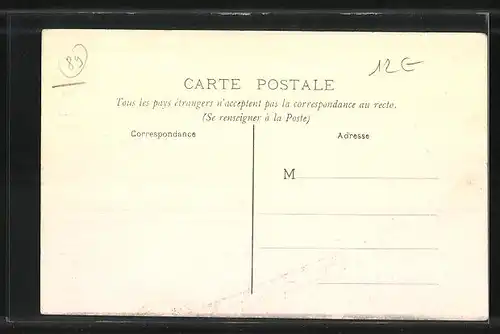 89
12€
CARTE POSTALE
Tous les pays étrangers n'acceptent pas la correspondance au recto.
(Se renseigner à la Poste)
Correspondance
Adresse
M